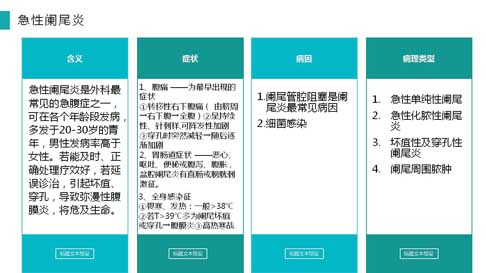 急性阑尾炎
含义
急性阑尾炎是外科最
常见的急腹症之一，
可在各个年龄段发病，
多发于20-30岁的青
年，男性发病率高于
女性。若能及时、正
确处理疗效好，若延
误诊治，引起坏疽、
穿孔，导致弥漫性腹
膜炎，将危及生命。
标题文本预设
症状
1、腹痛 ——为最早出现的
症状
①转移性右下腹痛（ 由脐周
→右下腹→全腹）②呈持续
性、针刺样,可阵发性加剧
③穿孔时突然减轻→随后逐
渐加剧
2、胃肠道症状 ——恶心、
呕吐、便秘或腹泻、腹胀，
盆腔阑尾炎有直肠或膀胱刺
激征。
3、全身感染征
①畏寒、发热：一般>38℃
②若T>39℃多为阑尾坏疽
或穿孔→腹膜炎③高热寒战
标题文本预设
病因
1.阑尾管腔阻塞是阑
尾炎最常见病因
2.细菌感染
标题文本预设
病理类型
1. 急性单纯性阑尾
2. 急性化脓性阑尾
炎
3. 坏疽性及穿孔性
阑尾炎
4. 阑尾周围脓肿
标题文本预设